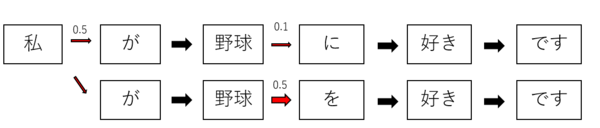 0.5 0.1
私 が 野球 に 好き です
0.5
が 野球 を 好き です